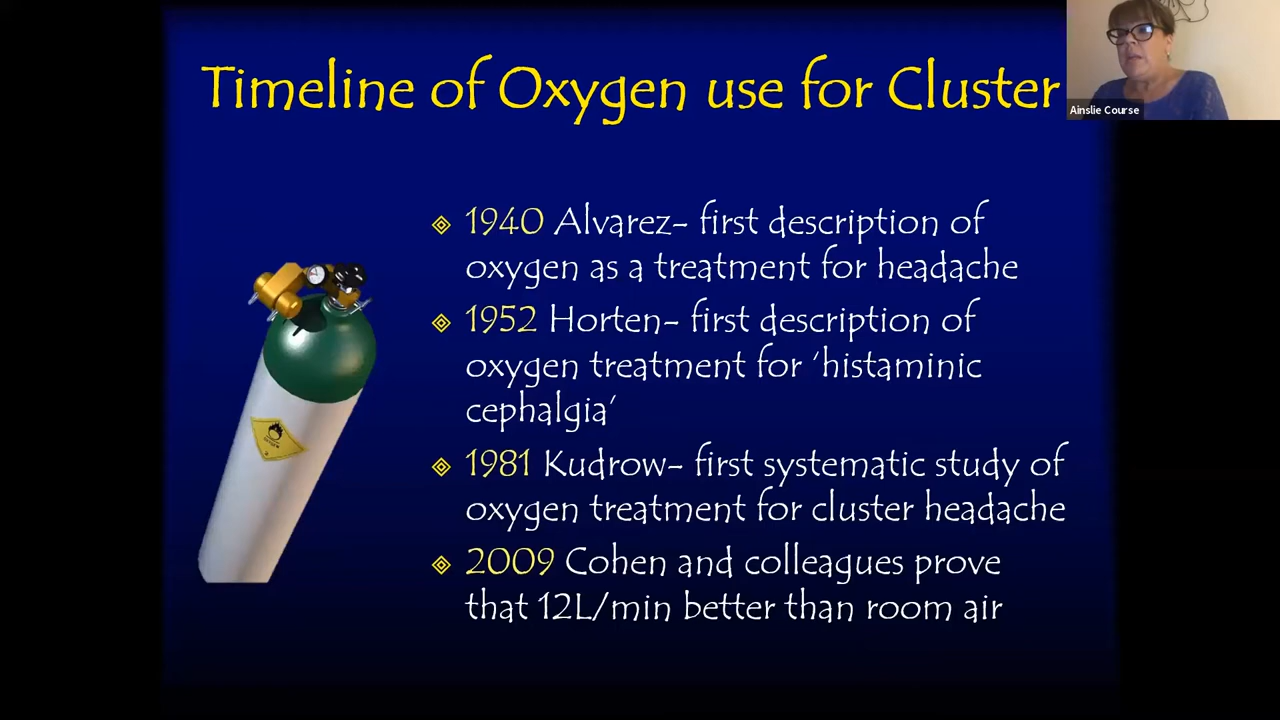 Timeline of Oxygen use for Cluster
Ainslie Course
1940 Alvarez- first description of
oxygen as a treatment for headache
1952 Horten- first description of
oxygen treatment for ‘histaminic
cephalgia’
1981 Kudrow- first systematic study of
oxygen treatment for cluster headache
2009 Cohen and colleagues prove
that 12L/min better than room air